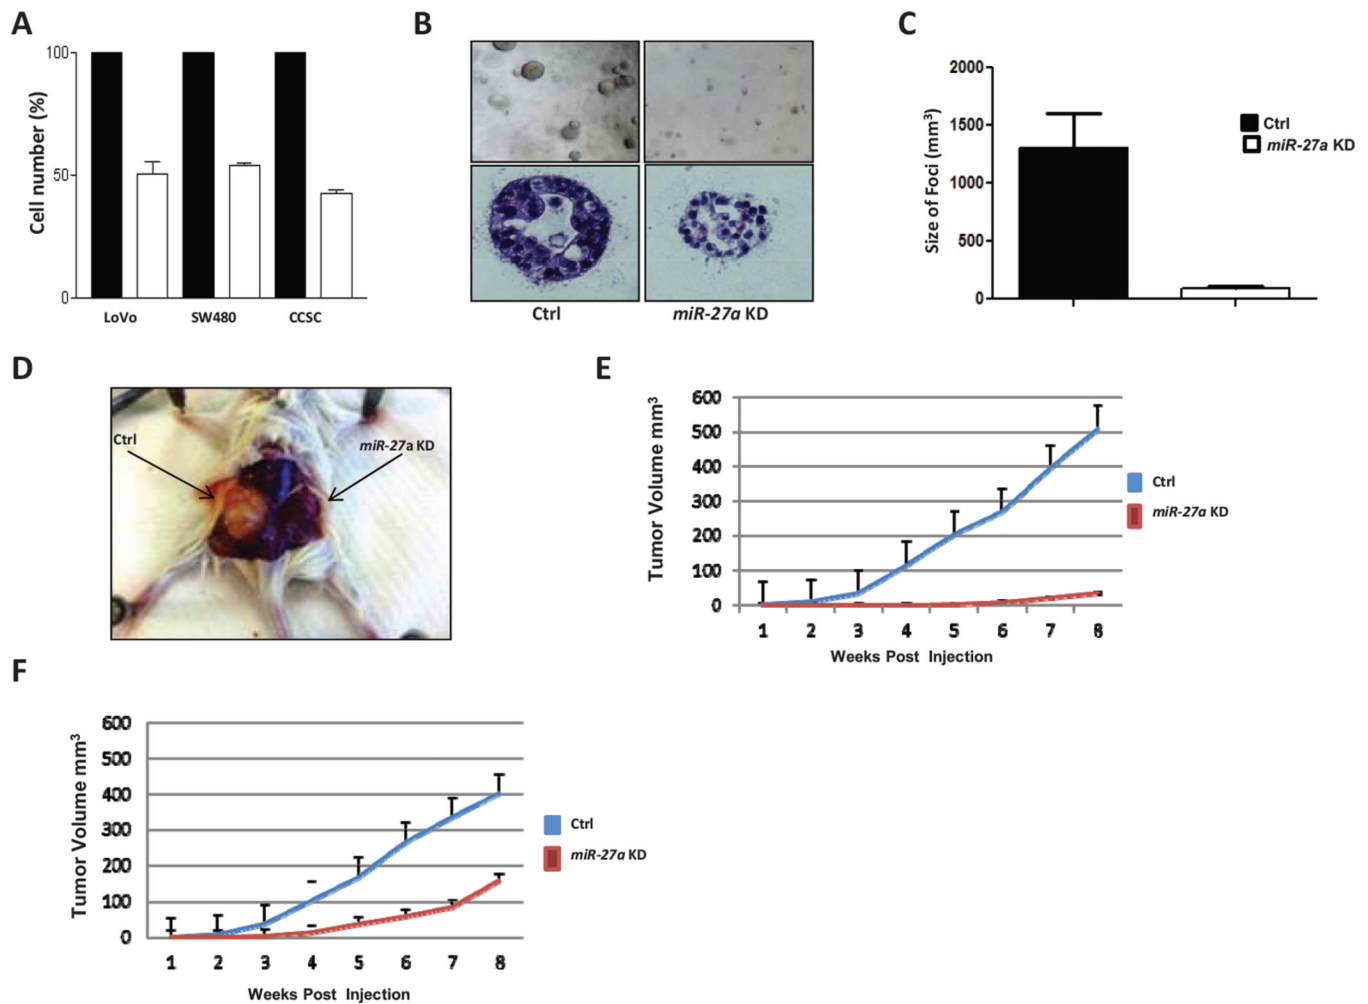 A
Cell number (%)
100
50
0
LoVo SW480 CCSC
B
Ctrl miR-27a KD
C
Size of Foci (mm³)
2000
1500
1000
500
0
Ctrl
miR-27a KD
D
Ctrl
miR-27a KD
E
Tumor Volume mm³
600
500
400
300
200
100
0
1 2 3 4 5 6 7 8
Weeks Post Injection
Ctrl
miR-27a KD
F
Tumor Volume mm³
600
500
400
300
200
100
0
1 2 3 4 5 6 7 8
Weeks Post Injection
Ctrl
miR-27a KD